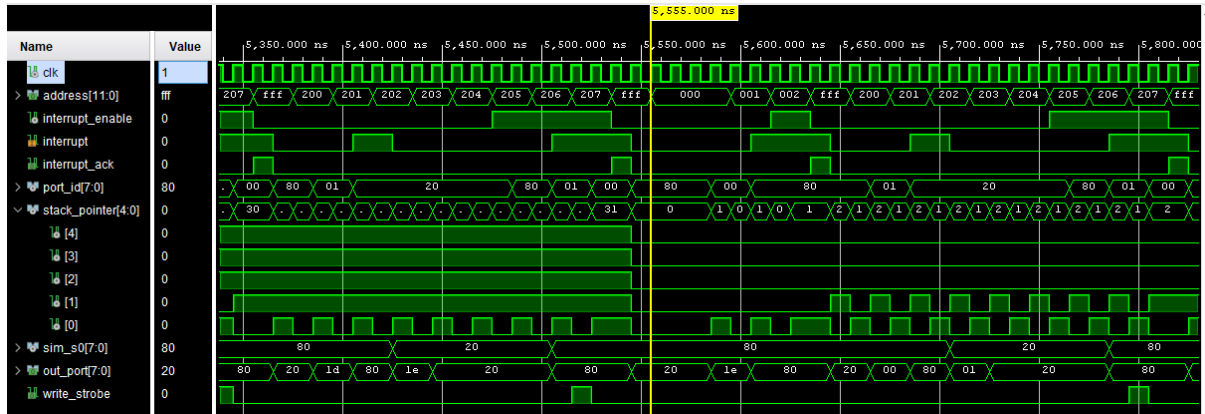 5,555.000 ns
Name Value 5,350.000 ns 5,400.000 ns 5,450.000 ns 5,500.000 ns 5,550.000 ns 5,600.000 ns 5,650.000 ns 5,700.000 ns 5,750.000 ns 5,800.000
clk 1
address[11:0] fff 207 fff 200 201 202 203 204 205 206 207 fff 000 001 002 fff 200 201 202 203 204 205 206 207 fff
interrupt_enable 0
interrupt 0
interrupt_ack 0
port_id[7:0] 80 . 00 80 01 20 80 01 00 80 00 80 01 20 80 01 00
stack_pointer[4:0] 0 . 30 . . . . . . . . . . . . . . . . 31 0 1 0 1 0 1 2 1 2 1 2 1 2 1 2 1 2 1 2 1 2 1 2
[4] 0
[3] 0
[2] 0
[1] 0
[0] 0
sim_s0[7:0] 80 80 20 80 20 80
out_port[7:0] 20 80 20 1d 80 1e 20 80 20 1e 80 20 00 80 01 20 80
write_strobe 0